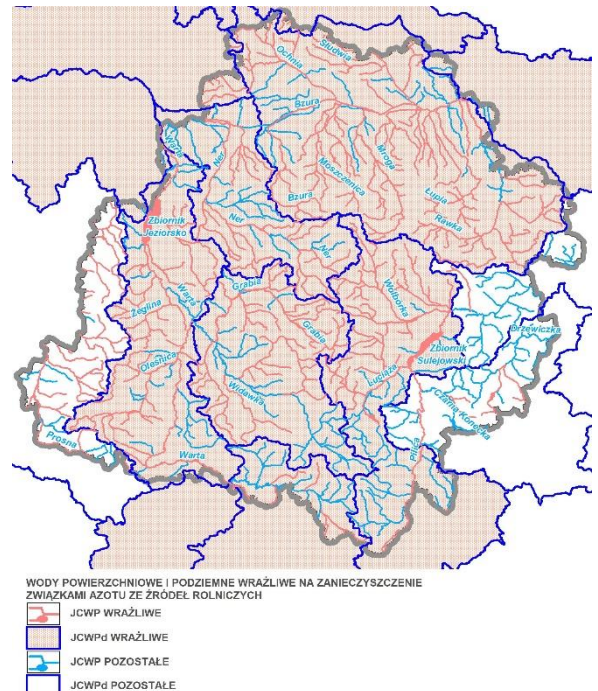 Słudwia
Ochnia
Bzura
Ner
Mroga
Moszczenica
Bzura
Łupia
Rawka
Zbiornik
Jeziorsko
Ner
Ner
Warta
Grabia
Wolbórka
Żeglina
Grabia
Drzewiczka
Zbiornik
Sulejowski
Oleśnica
Luciąża
Widawka
Czarna Konecka
Prosna
Pilica
Warta
WODY POWIERZCHNIOWE I PODZIEMNE WRAŻLIWE NA ZANIECZYSZCZENIE
ZWIĄZKAMI AZOTU ZE ŹRÓDEŁ ROLNICZYCH
JCWP WRAŻLIWE
JCWPd WRAŻLIWE
JCWP POZOSTAŁE
JCWPd POZOSTAŁE